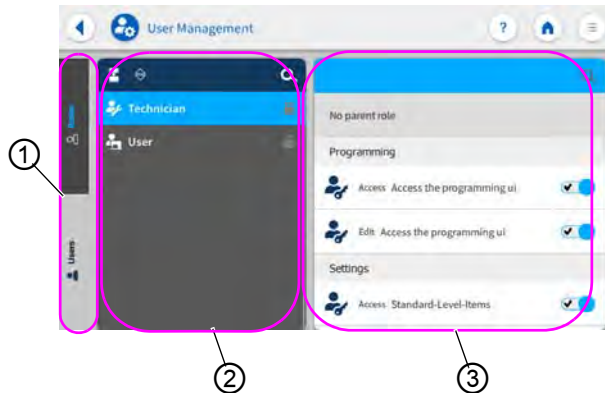 User Management
?
Roles
Users
Technician
User
No parent role
Programming
Access Access the programming ui
Edit Access the programming ui
Settings
Access Standard-Level-Items
1
2
3